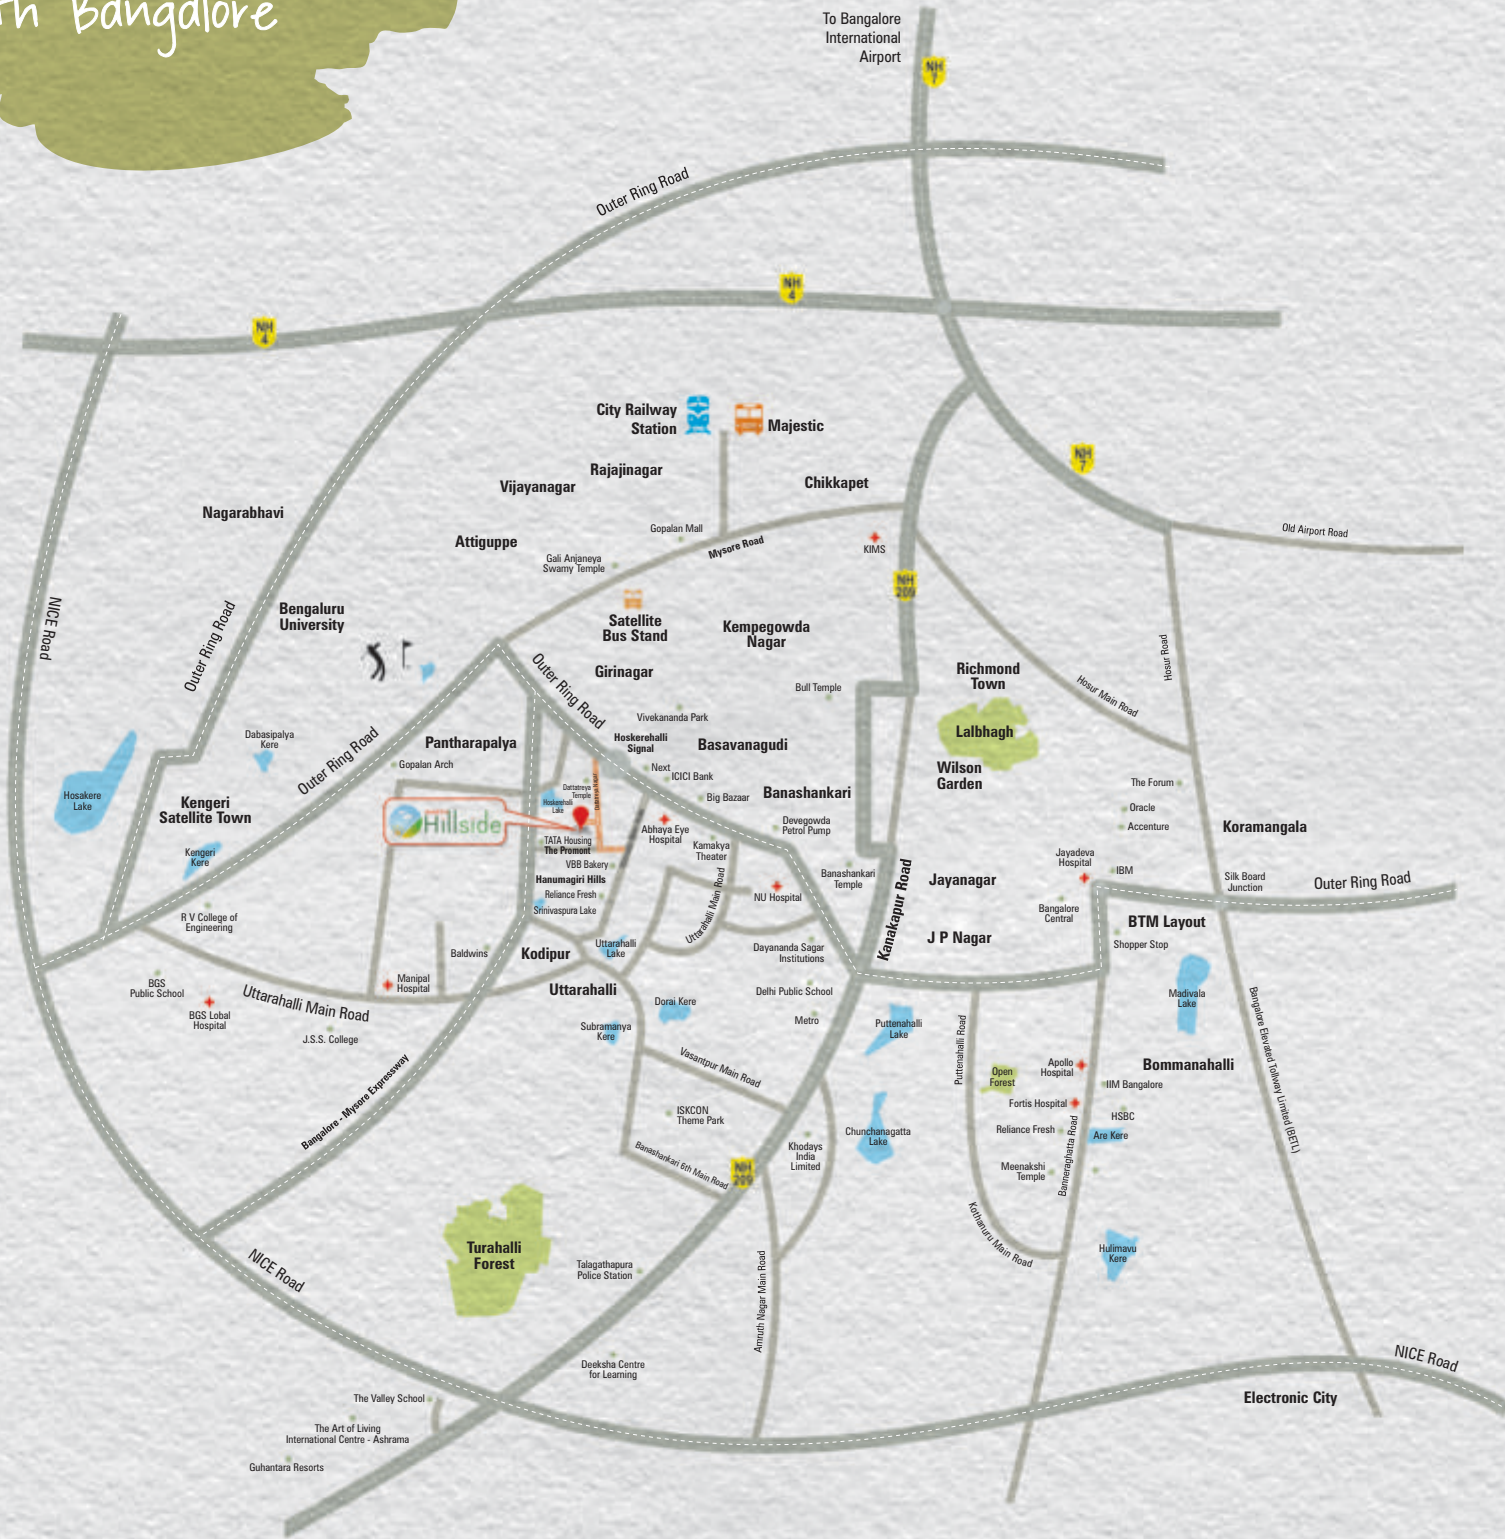 th Bangalore
To Bangalore
International
Airport
NH
7
Outer Ring Road
NH
4
NH
4
City Railway
Station
Majestic
Rajajinagar
Vijayanagar
Chikkapet
NH
7
Nagarabhavi
Attiguppe
Gopalan Mall
Mysore Road
KIMS
Old Airport Road
Gali Anjaneya
Swamy Temple
NH
209
NICE Road
Outer Ring Road
Bengaluru
University
Satellite
Bus Stand
Kempegowda
Nagar
Hosur Road
Girinagar
Outer Ring Road
Richmond
Town
Hosur Main Road
Bull Temple
Vivekananda Park
Lalbhagh
Dabasipalya
Kere
Outer Ring Road
Pantharapalya
Hoskerehalli
Signal
Basavanagudi
Gopalan Arch
Next
ICICI Bank
Wilson
Garden
The Forum
Hosakere
Lake
Kengeri
Satellite Town
Dattatreya
Temple
Hoskerehalli
Lake
Big Bazaar
Banashankari
Oracle
Accenture
Koramangala
Hillside
TATA Housing
The Promont
Abhaya Eye
Hospital
Devegowda
Petrol Pump
Kamakya
Theater
Kengeri
Kere
VBB Bakery
Hanumagiri Hills
Reliance Fresh
Srinivaspura Lake
Banashankari
Temple
Kanakapur Road
Jayanagar
Jayadeva
Hospital
IBM
Silk Board
Junction
Outer Ring Road
NU Hospital
Uttarahalli Main Road
Bangalore
Central
BTM Layout
R V College of
Engineering
J P Nagar
Shopper Stop
Baldwins
Kodipur
Uttarahalli
Lake
Dayananda Sagar
Institutions
BGS
Public School
Manipal
Hospital
Uttarahalli
Delhi Public School
Madivala
Lake
Uttarahalli Main Road
BGS Lobal
Hospital
Dorai Kere
Metro
Puttenahalli
Lake
J.S.S. College
Subramanya
Kere
Puttenahalli Road
Bangalore Elevated Tollway Limited (BETL)
Bangalore - Mysore Expressway
Vasantpur Main Road
Open
Forest
Apollo
Hospital
Bommanahalli
IIM Bangalore
ISKCON
Theme Park
Fortis Hospital
HSBC
Chunchanagatta
Lake
Reliance Fresh
Are Kere
Khodays
India
Limited
Banashankari 6th Main Road
NH
209
Meenakshi
Temple
Banneraghatta Road
Kothanuru Main Road
Hulimavu
Kere
Turahalli
Forest
NICE Road
Talagathapura
Police Station
Amruth Nagar Main Road
Deeksha Centre
for Learning
NICE Road
Electronic City
The Valley School
The Art of Living
International Centre - Ashrama
Guhantara Resorts